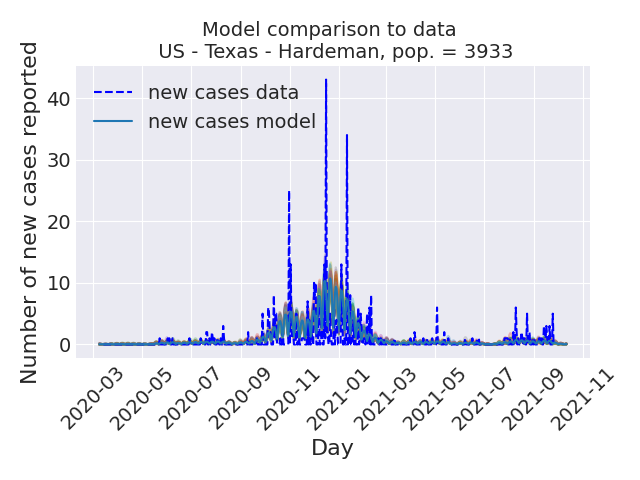 Model comparison to data
US - Texas - Hardeman, pop. = 3933
Number of new cases reported
40
30
20
10
0
new cases data
new cases model
2020-03
2020-05
2020-07
2020-09
2020-11
2021-01
2021-03
2021-05
2021-07
2021-09
2021-11
Day